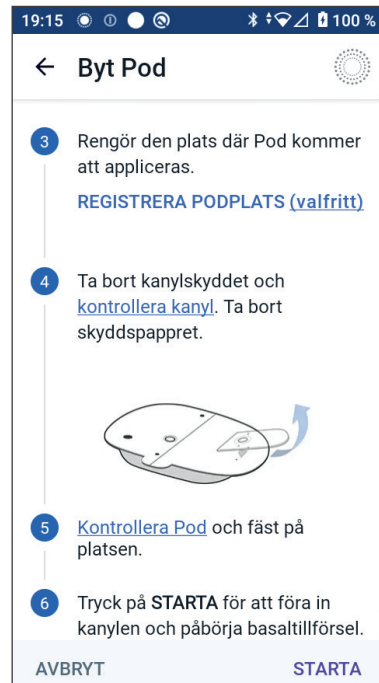 19:15 100 %
Byt Pod
3 Rengör den plats där Pod kommer
att appliceras.
REGISTRERA PODPLATS (valfritt)
4 Ta bort kanylskyddet och
kontrollera kanyl. Ta bort
skyddspappret.
5 Kontrollera Pod och fäst på
platsen.
6 Tryck på STARTA för att föra in
kanylen och påbörja basaltillförsel.
AVBRYT STARTA